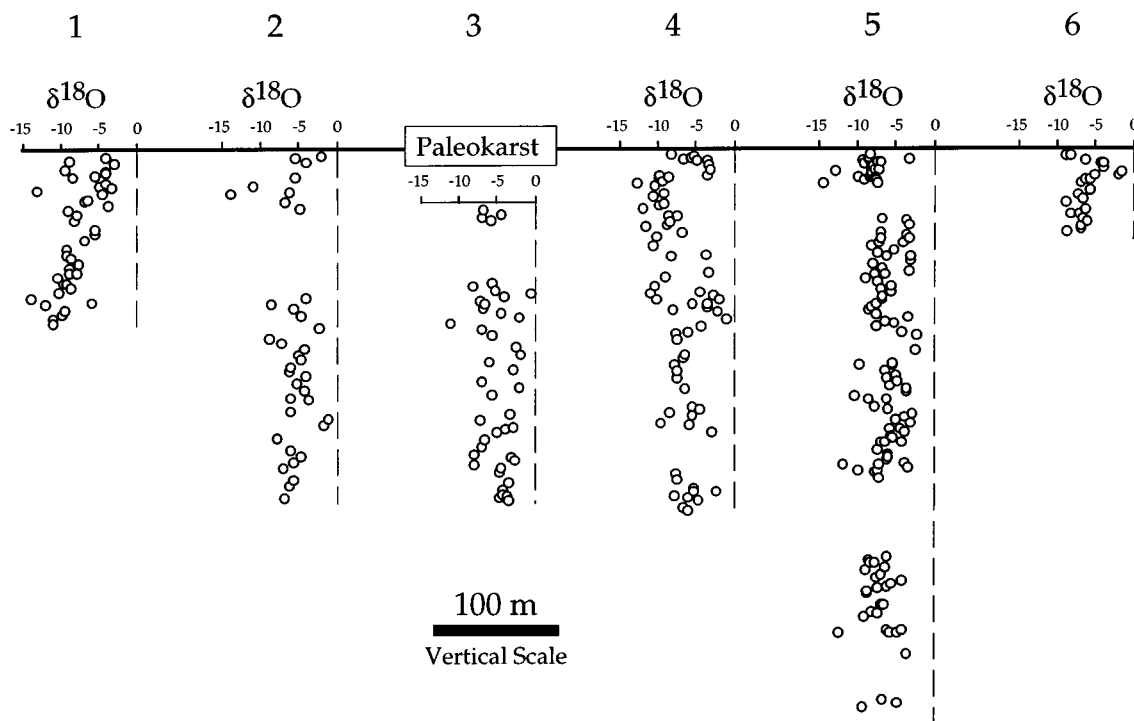 1 2 3 4 5 6
δ18O δ18O δ18O δ18O δ18O
-15 -10 -5 0 -15 -10 -5 0 -15 -10 -5 0 -15 -10 -5 0 -15 -10 -5 0
Paleokarst
-15 -10 -5 0
100 m
Vertical Scale